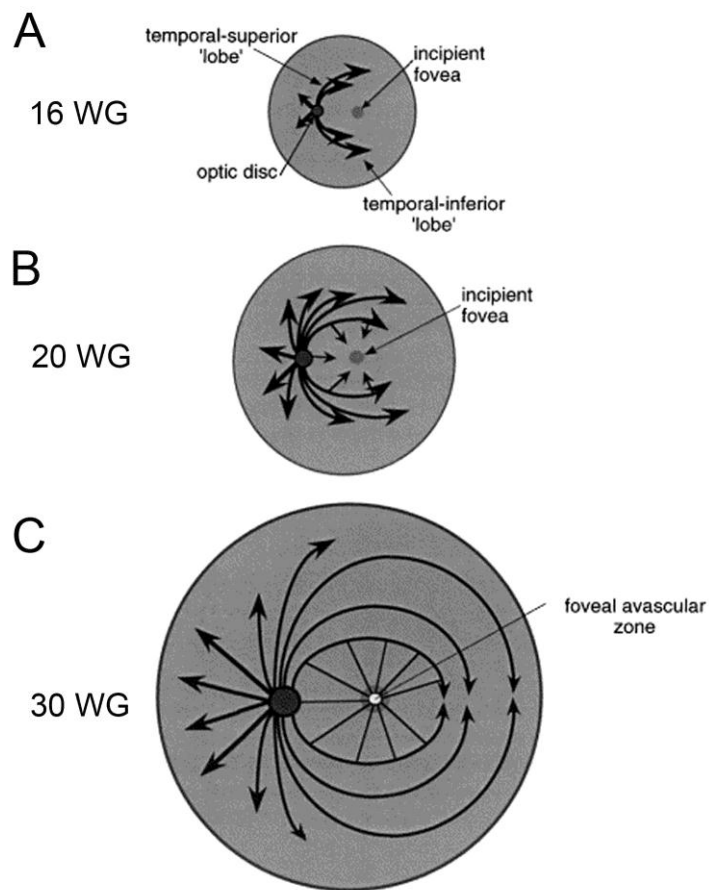 A
16 WG
temporal-superior
'lobe'
incipient
fovea
optic disc
temporal-inferior
'lobe'
B
20 WG
incipient
fovea
C
30 WG
foveal avascular
zone